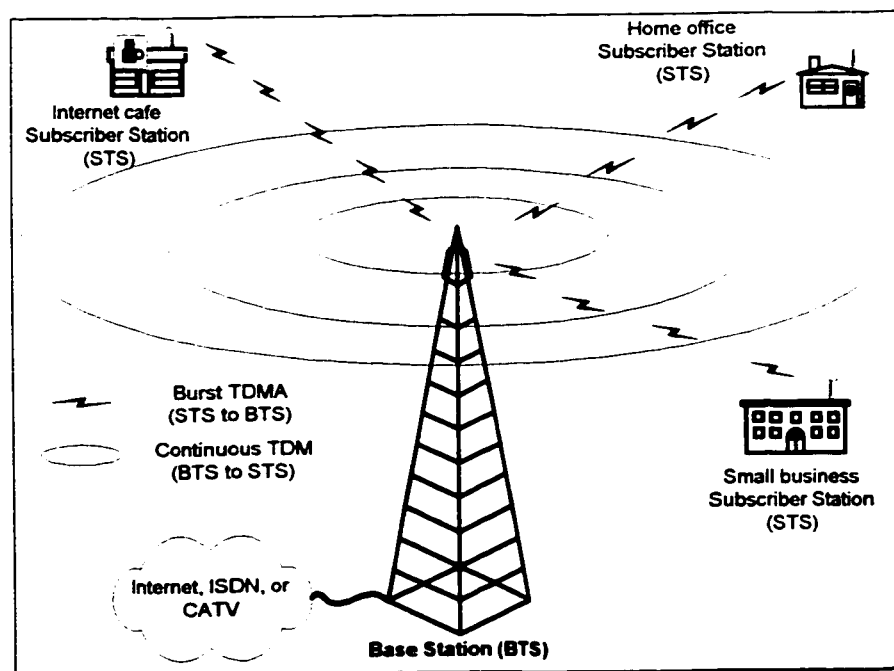 Home office
Subscriber Station
(STS)
Internet cafe
Subscriber Station
(STS)
Burst TDMA
(STS to BTS)
Continuous TDM
(BTS to STS)
Small business
Subscriber Station
(STS)
Internet, ISDN, or
CATV
Base Station (BTS)